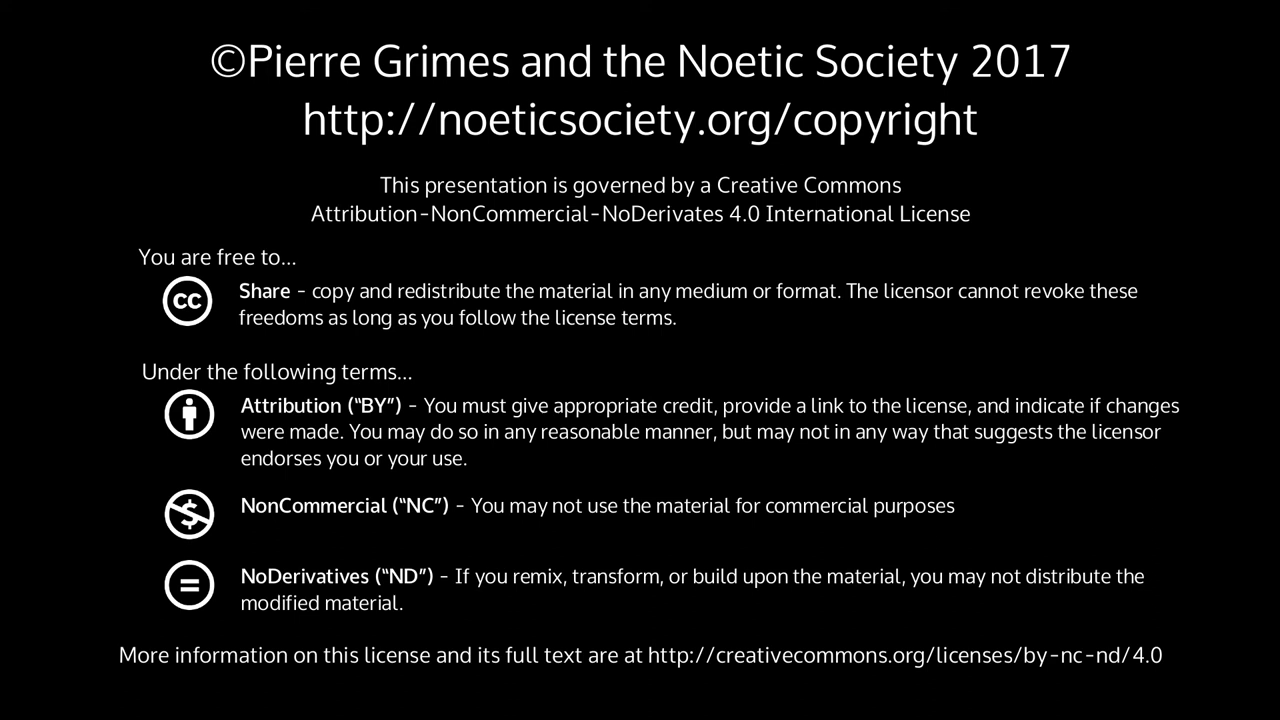 ©Pierre Grimes and the Noetic Society 2017
http://noeticsociety.org/copyright
This presentation is governed by a Creative Commons
Attribution-NonCommercial-NoDerivates 4.0 International License
You are free to...
cc
Share - copy and redistribute the material in any medium or format. The licensor cannot revoke these
freedoms as long as you follow the license terms.
Under the following terms...
Attribution (“BY”) - You must give appropriate credit, provide a link to the license, and indicate if changes
were made. You may do so in any reasonable manner, but may not in any way that suggests the licensor
endorses you or your use.
NonCommercial (“NC”) - You may not use the material for commercial purposes
NoDerivatives (“ND”) - If you remix, transform, or build upon the material, you may not distribute the
modified material.
More information on this license and its full text are at http://creativecommons.org/licenses/by-nc-nd/4.0